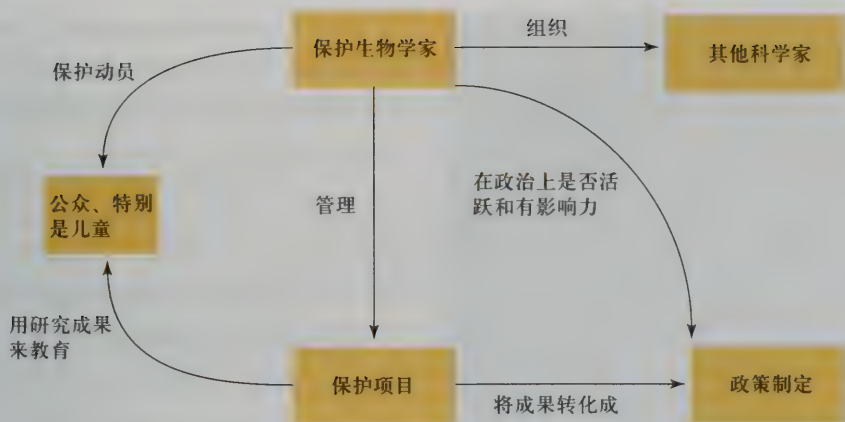 保护生物学家
组织
其他科学家
保护动员
公众、特别
是儿童
管理
在政治上是否活
跃和有影响力
用研究成果
来教育
保护项目
将成果转化成
政策制定